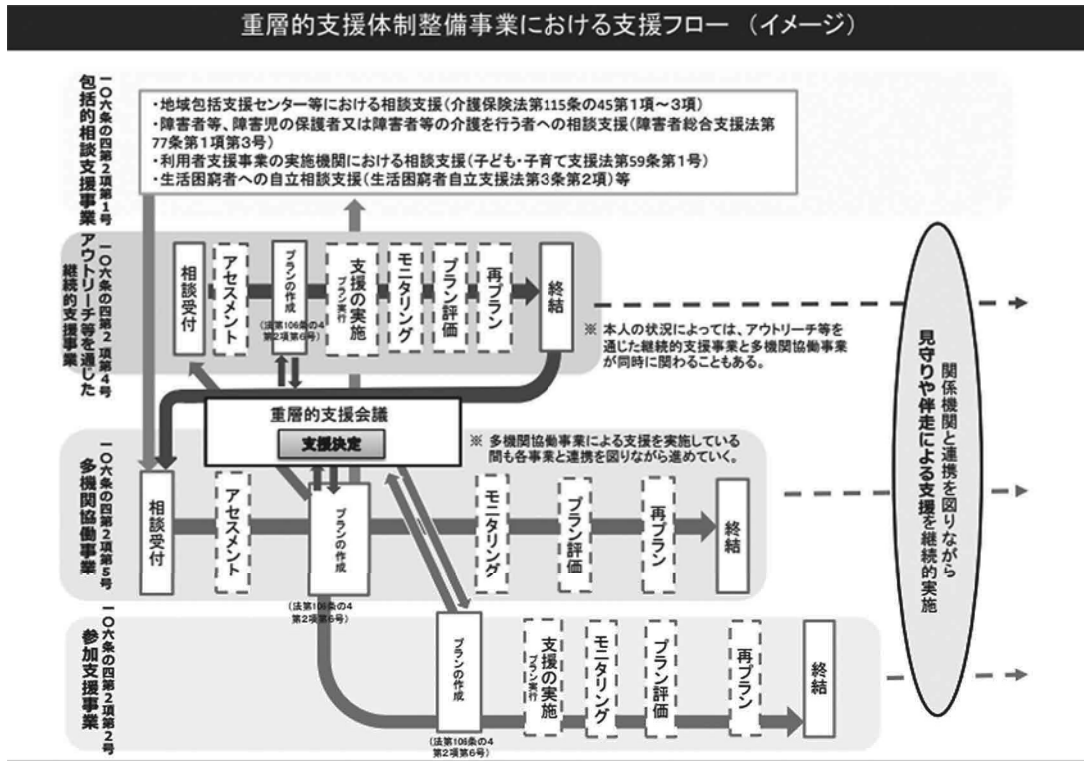 重層的支援体制整備事業における支援フロー （イメージ）
一〇六条の四第2項第1号
包括的相談支援事業
・地域包括支援センター等における相談支援（介護保険法第115条の45第1項～3項）
・障害者等、障害児の保護者又は障害者等の介護を行う者への相談支援（障害者総合支援法第
77条第1項第3号）
・利用者支援事業の実施機関における相談支援（子ども・子育て支援法第59条第1号）
・生活困窮者への自立相談支援（生活困窮者自立支援法第3条第2項）等
一〇六条の四第2項第4号
アウトリーチ等を通じた
継続的支援事業
相談受付
アセスメント
プランの作成
（法第106条の4
第2項第6号）
支援の実施
プラン実行
モニタリング
プラン評価
再プラン
終結
※ 本人の状況によっては、アウトリーチ等を
通じた継続的支援事業と多機関協働事業
が同時に関わることもある。
重層的支援会議
支援決定
※ 多機関協働事業による支援を実施している
間も各事業と連携を図りながら進めていく。
一〇六条の四第2項第5号
多機関協働事業
相談受付
アセスメント
プランの作成
（法第106条の4
第2項第6号）
モニタリング
プラン評価
再プラン
終結
一〇六条の四第2項第2号
参加支援事業
プランの作成
（法第106条の4
第2項第6号）
支援の実施
プラン実行
モニタリング
プラン評価
再プラン
終結
関係機関と連携を図りながら
見守りや伴走による支援を継続的実施